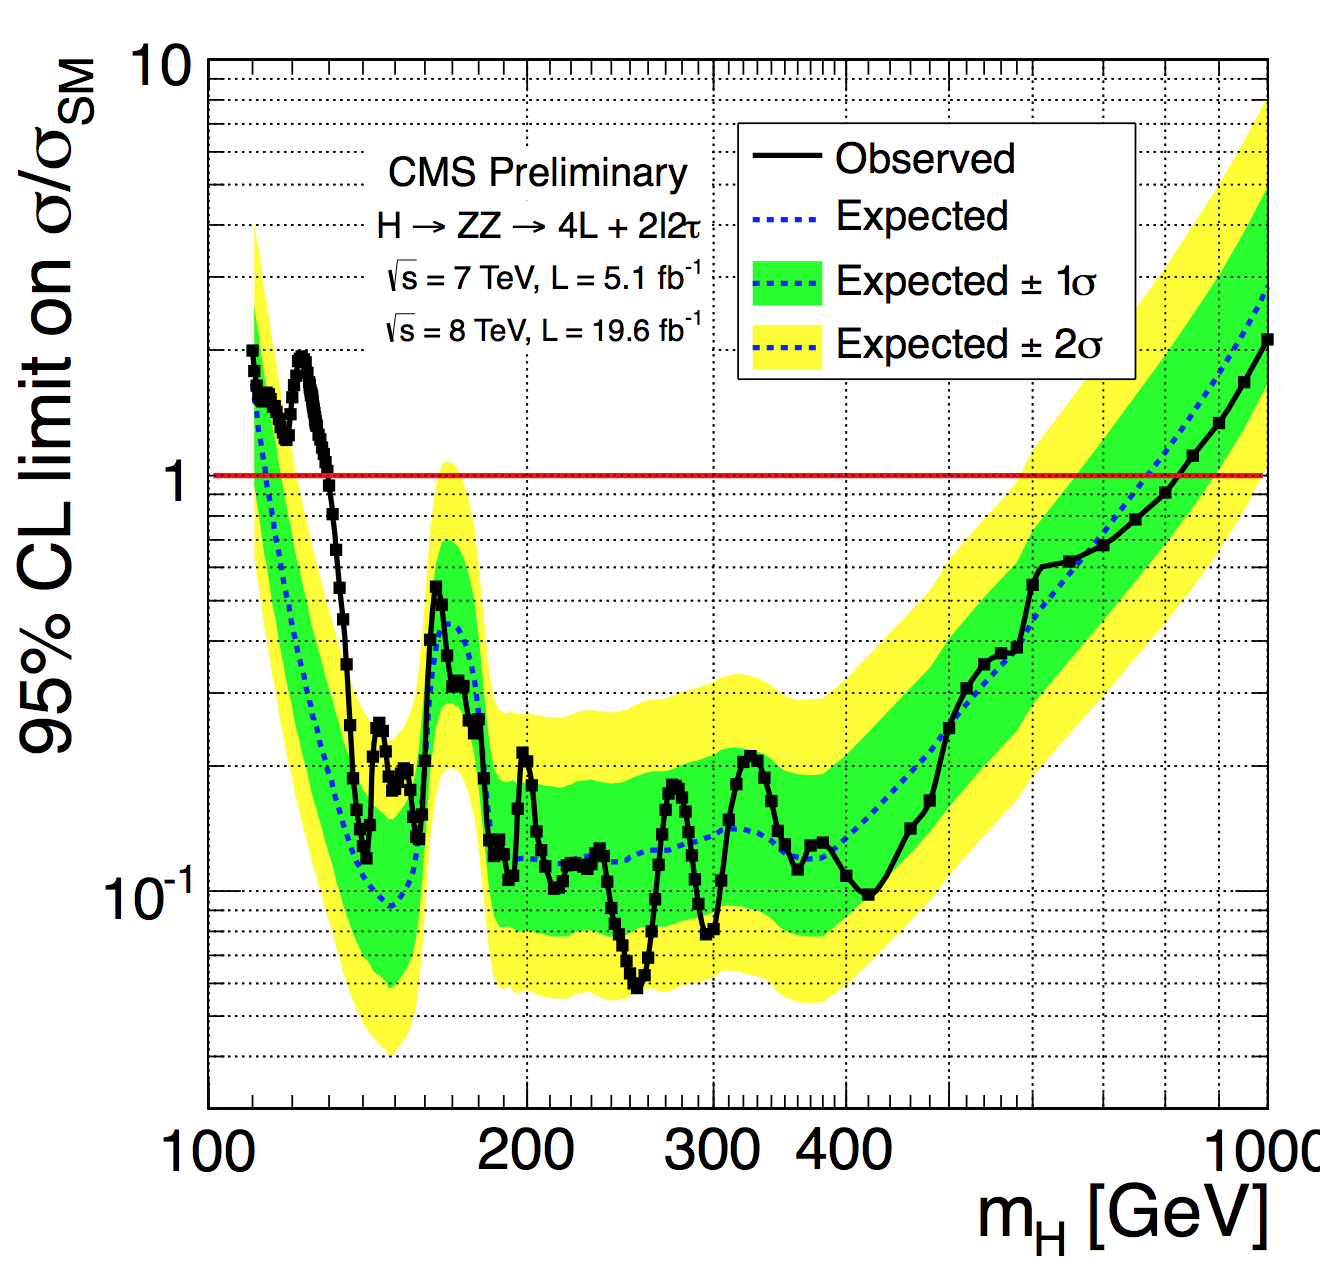 95% CL limit on σ/σSM
10
1
10-1
CMS Preliminary
H → ZZ → 4L + 2l2τ
√s = 7 TeV, L = 5.1 fb-1
√s = 8 TeV, L = 19.6 fb-1
Observed
Expected
Expected ± 1σ
Expected ± 2σ
100 200 300 400 1000
mH [GeV]